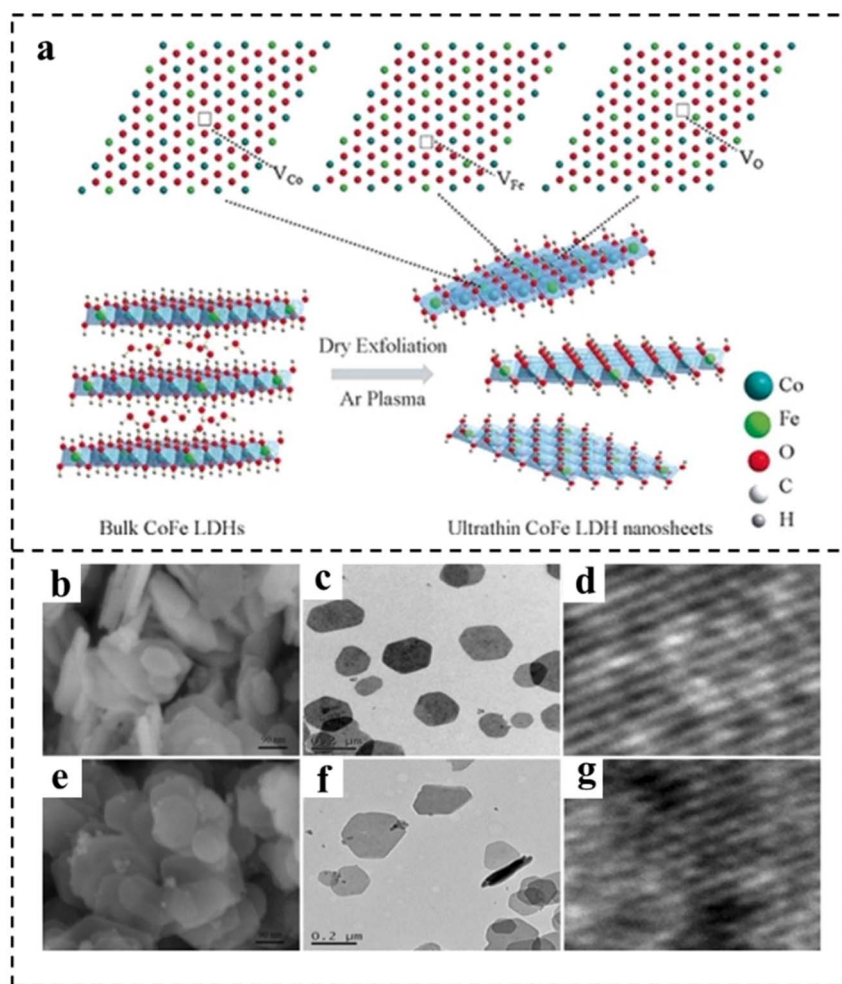 a
V_Co
V_Fe
V_O
Dry Exfoliation
Ar Plasma
Co
Fe
O
C
H
Bulk CoFe LDHs
Ultrathin CoFe LDH nanosheets
b
c
d
e
f
0.2 μm
g